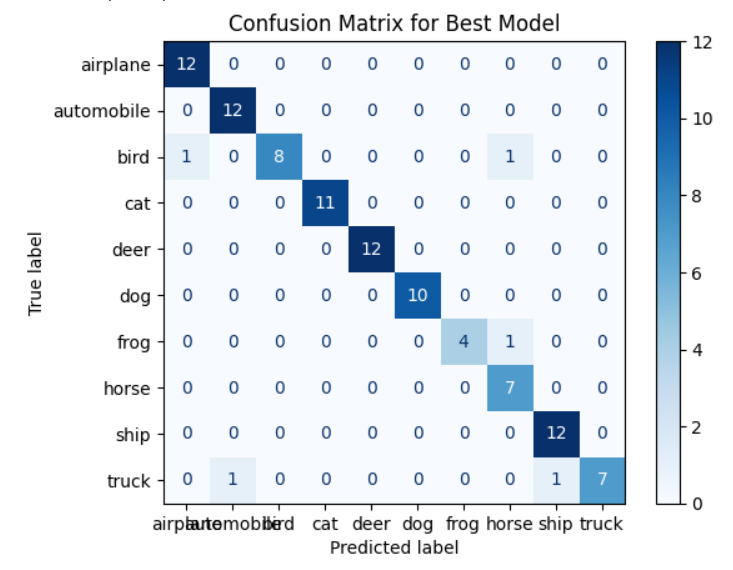 Confusion Matrix for Best Model
airplane 12 0 0 0 0 0 0 0 0 0
automobile 0 12 0 0 0 0 0 0 0 0
bird 1 0 8 0 0 0 0 1 0 0
cat 0 0 0 11 0 0 0 0 0 0
deer 0 0 0 0 12 0 0 0 0 0
dog 0 0 0 0 0 10 0 0 0 0
frog 0 0 0 0 0 0 4 1 0 0
horse 0 0 0 0 0 0 0 7 0 0
ship 0 0 0 0 0 0 0 0 12 0
truck 0 1 0 0 0 0 0 0 1 7
airplane automobile bird cat deer dog frog horse ship truck
Predicted label
True label
12
10
8
6
4
2
0